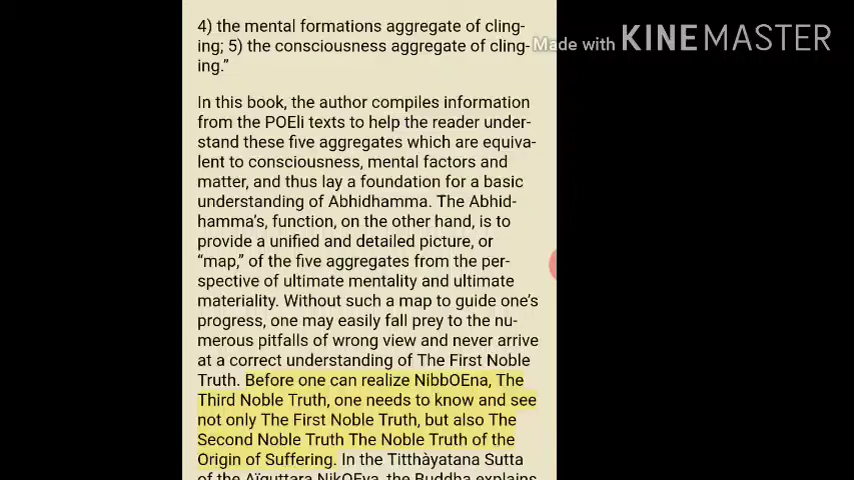 4) the mental formations aggregate of cling-
ing; 5) the consciousness aggregate of cling-
ing.”
Made with KINEMASTER
In this book, the author compiles information
from the POEli texts to help the reader under-
stand these five aggregates which are equiva-
lent to consciousness, mental factors and
matter, and thus lay a foundation for a basic
understanding of Abhidhamma. The Abhid-
hamma’s, function, on the other hand, is to
provide a unified and detailed picture, or
“map,” of the five aggregates from the per-
spective of ultimate mentality and ultimate
materiality. Without such a map to guide one’s
progress, one may easily fall prey to the nu-
merous pitfalls of wrong view and never arrive
at a correct understanding of The First Noble
Truth. Before one can realize NibbOEna, The
Third Noble Truth, one needs to know and see
not only The First Noble Truth, but also The
Second Noble Truth The Noble Truth of the
Origin of Suffering. In the Titthàyatana Sutta
of the Aïguttara NikOEya, the Buddha explains